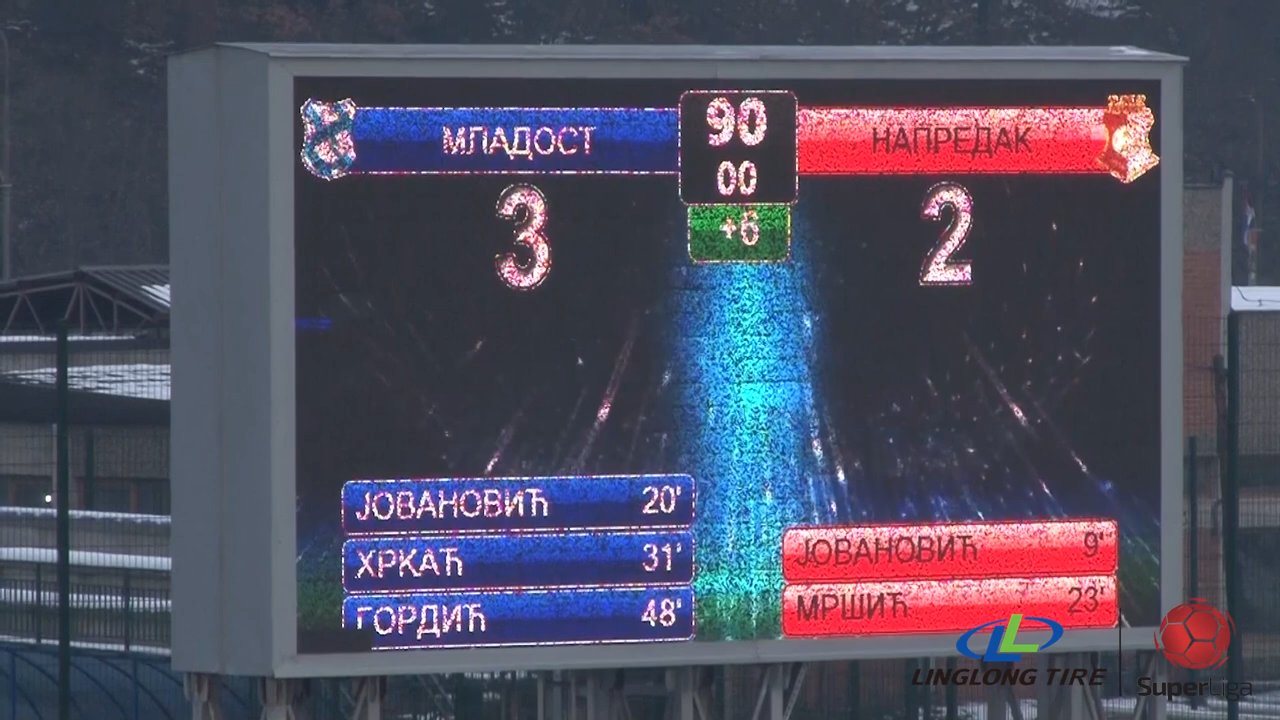 МЛАДОСТ 90 НАПРЕДАК
00
3 +6 2
ЈОВАНОВИЋ 20'
ХРКАЋ 31'
ГОРДИЋ 48'
ЈОВАНОВИЋ 9'
МРШИЋ 23'
LINGLONG TIRE
SuperLiga